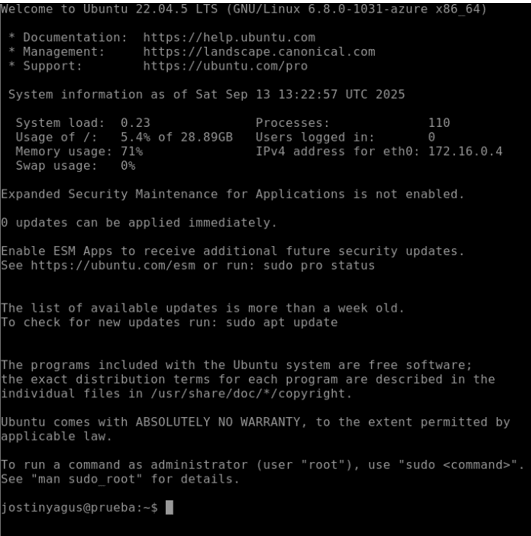 Welcome to Ubuntu 22.04.5 LTS (GNU/Linux 6.8.0-1031-azure x86_64)
* Documentation:  https://help.ubuntu.com
* Management:     https://landscape.canonical.com
* Support:        https://ubuntu.com/pro
System information as of Sat Sep 13 13:22:57 UTC 2025
System load:  0.23              Processes:             110
Usage of /:   5.4% of 28.89GB   Users logged in:       0
Memory usage: 71%               IPv4 address for eth0: 172.16.0.4
Swap usage:   0%
Expanded Security Maintenance for Applications is not enabled.
0 updates can be applied immediately.
Enable ESM Apps to receive additional future security updates.
See https://ubuntu.com/esm or run: sudo pro status
The list of available updates is more than a week old.
To check for new updates run: sudo apt update
The programs included with the Ubuntu system are free software;
the exact distribution terms for each program are described in the
individual files in /usr/share/doc/*/copyright.
Ubuntu comes with ABSOLUTELY NO WARRANTY, to the extent permitted by
applicable law.
To run a command as administrator (user "root"), use "sudo <command>".
See "man sudo_root" for details.
jostinyagus@prueba:~$